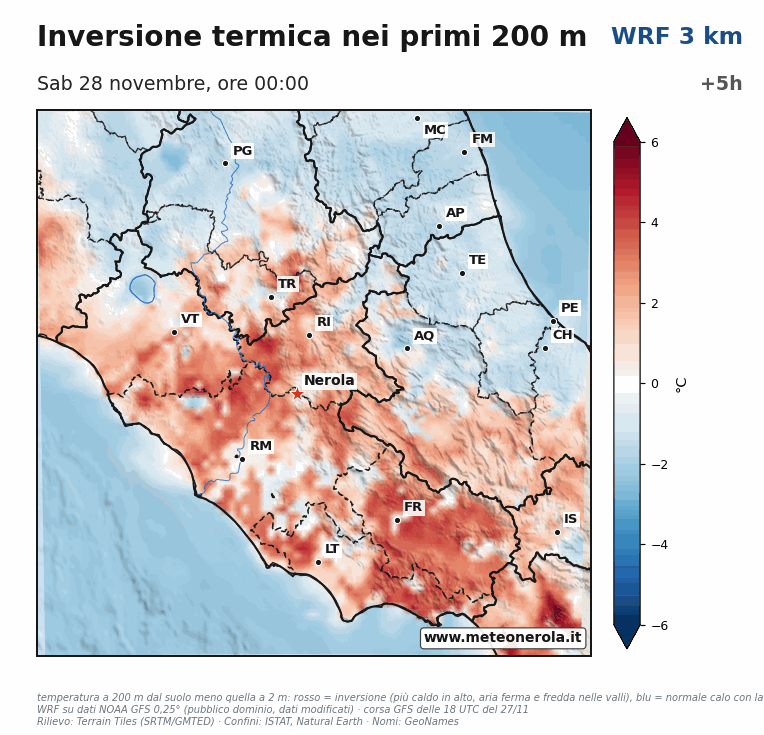 Inversione termica nei primi 200 m WRF 3 km
Sab 28 novembre, ore 00:00 +5h
MC
FM
PG
AP
TE
TR
PE
VT
RI
AQ
CH
Nerola
RM
FR
IS
LT
www.meteonerola.it
6
4
2
0
−2
−4
−6
°C
temperatura a 200 m dal suolo meno quella a 2 m: rosso = inversione (più caldo in alto, aria ferma e fredda nelle valli), blu = normale calo con la
WRF su dati NOAA GFS 0,25° (pubblico dominio, dati modificati) · corsa GFS delle 18 UTC del 27/11
Rilievo: Terrain Tiles (SRTM/GMTED) · Confini: ISTAT, Natural Earth · Nomi: GeoNames